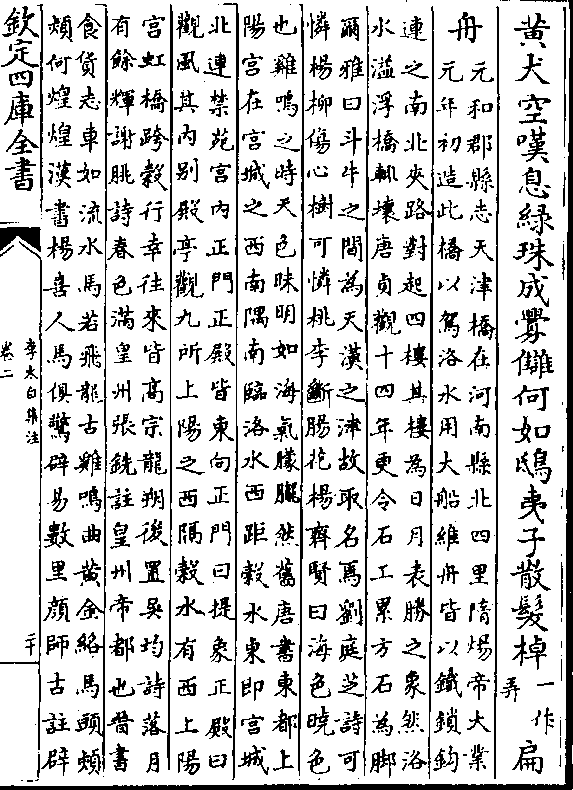 黄犬空嘆息緑珠成釁讎何如鴟夷子散髮棹一作弄扁
舟
元和郡縣志天津橋在河南縣北四里隋煬帝大業
元年初造此橋以駕洛水用大船維舟皆以鐵鎖鈎
連之南北夾路對起四樓其樓為日月表勝之象然洛
水溢浮橋輒壞唐貞觀十四年更令石工累方石為脚
爾雅曰斗牛之間為天漢之津故取名焉劉庭芝詩可
憐楊柳傷心樹可憐桃李斷腸花楊齊賢曰海色曉色
也雞鳴之時天色昧明如海氣朦朧然舊唐書東都上
陽宮在宮城之西南隅南臨洛水西距穀水東即宮城
北連禁苑宮内正門正殿皆東向正門曰提象正殿曰
觀風其内别殿亭觀九所上陽之西隔穀水有西上陽
宮虹橋跨穀行幸往來皆髙宗龍朔後置吳均詩落月
有餘輝謝朓詩春色滿皇州張銑註皇州帝都也昔書
食貨志車如流水馬若飛龍古雞鳴曲黄金絡馬頭熲
熲何煌煌漢書楊喜人馬俱驚辟易數里顔師古註辟
欽定四庫全書
李太白集注
卷二
二十